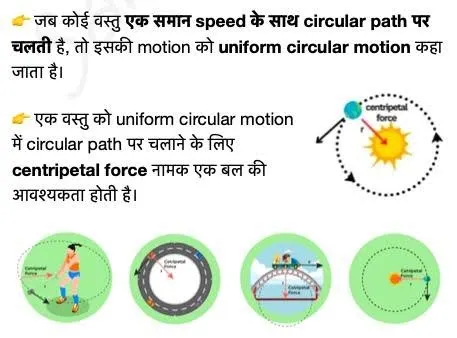 👉 जब कोई वस्तु एक समान speed के साथ circular path पर
चलती है, तो इसकी motion को uniform circular motion कहा
जाता है।
👉 एक वस्तु को uniform circular motion
में circular path पर चलाने के लिए
centripetal force नामक एक बल की
आवश्यकता होती है।
centripetal
force
r
Centripetal
Force
Centripetal
Force
Centripetal
Force
Centripetal
Force